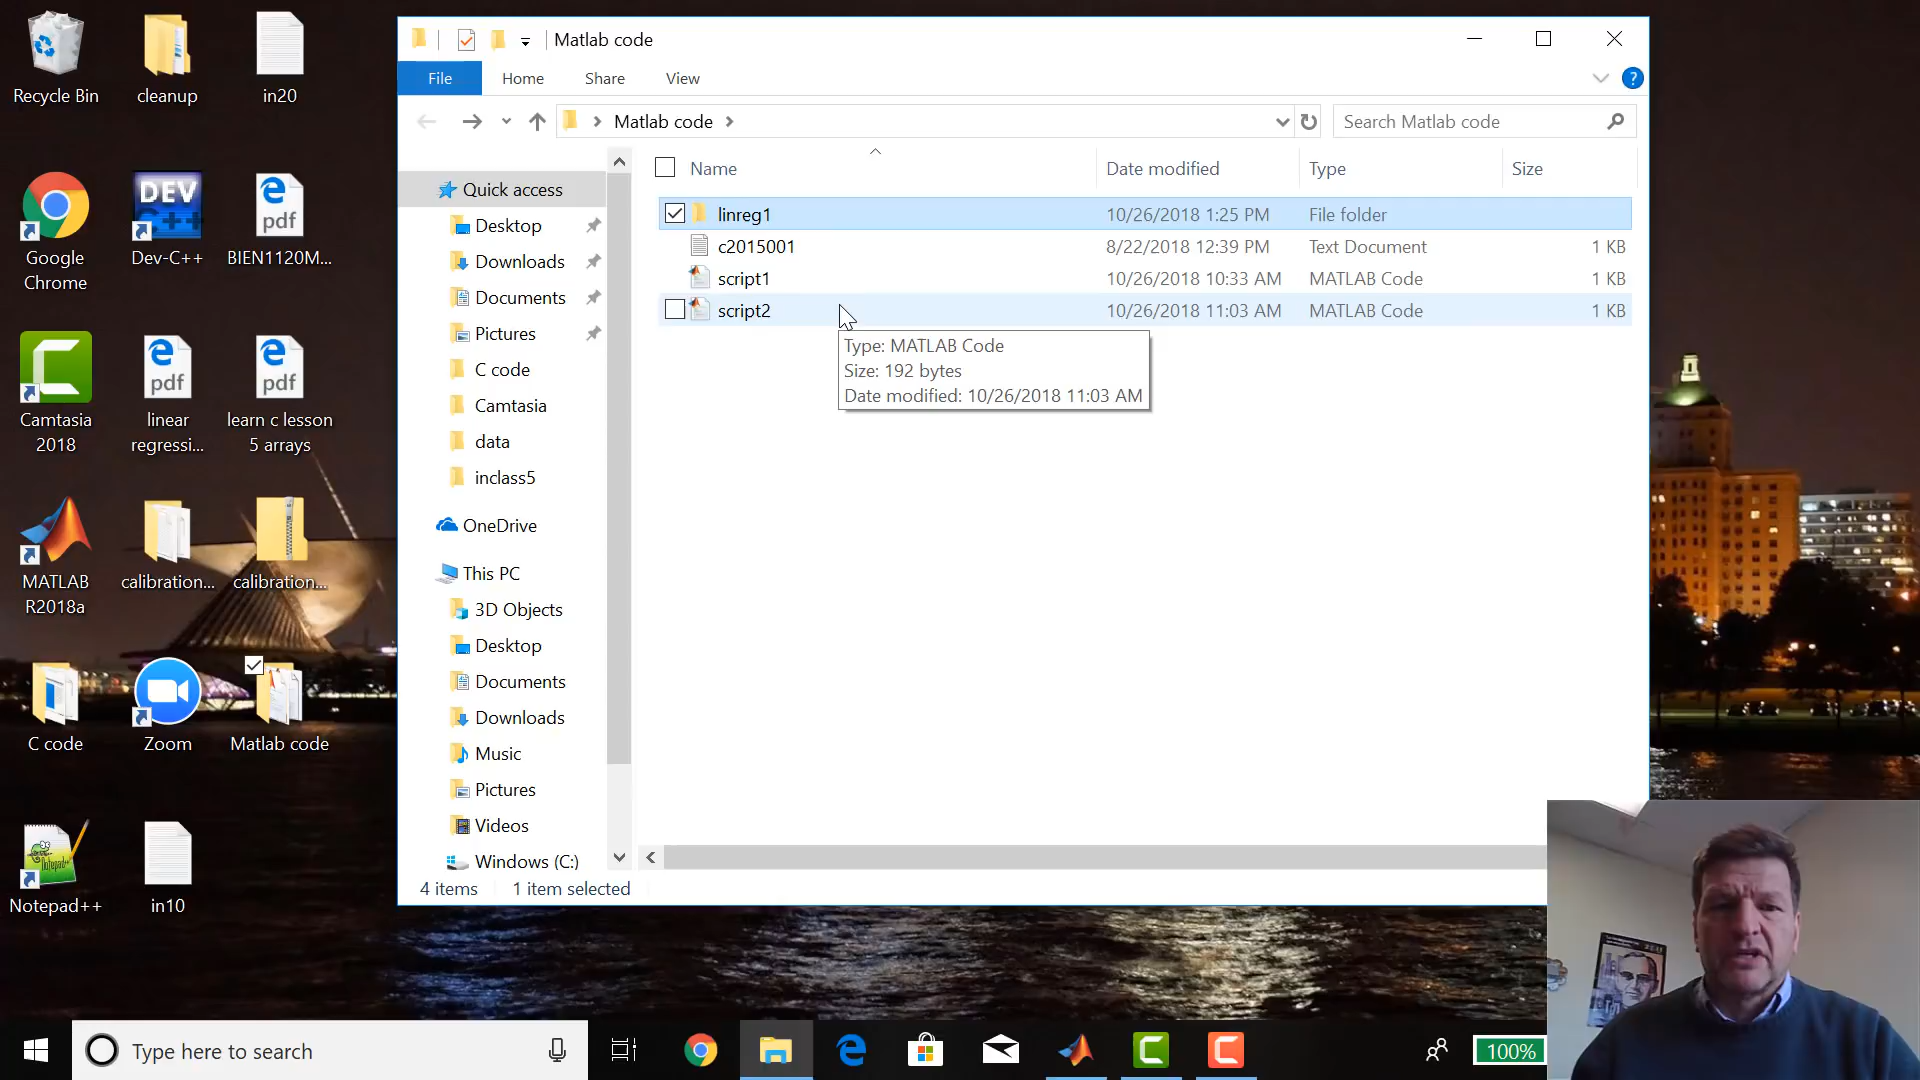 Recycle Bin
cleanup
in20
Google
Chrome
DEV
C++
Dev-C++
pdf
BIEN1120M...
Camtasia
2018
pdf
linear
regressi...
pdf
learn c lesson
5 arrays
MATLAB
R2018a
calibration...
calibration...
C code
Zoom
Matlab code
Notepad++
in10
Matlab code
File
Home
Share
View
?
Matlab code
Search Matlab code
Name
Date modified
Type
Size
Quick access
Desktop
Downloads
Documents
Pictures
C code
Camtasia
data
inclass5
OneDrive
This PC
3D Objects
Desktop
Documents
Downloads
Music
Pictures
Videos
Windows (C:)
linreg1 10/26/2018 1:25 PM File folder
c2015001 8/22/2018 12:39 PM Text Document 1 KB
script1 10/26/2018 10:33 AM MATLAB Code 1 KB
script2 10/26/2018 11:03 AM MATLAB Code 1 KB
Type: MATLAB Code
Size: 192 bytes
Date modified: 10/26/2018 11:03 AM
4 items
1 item selected
Type here to search
100%